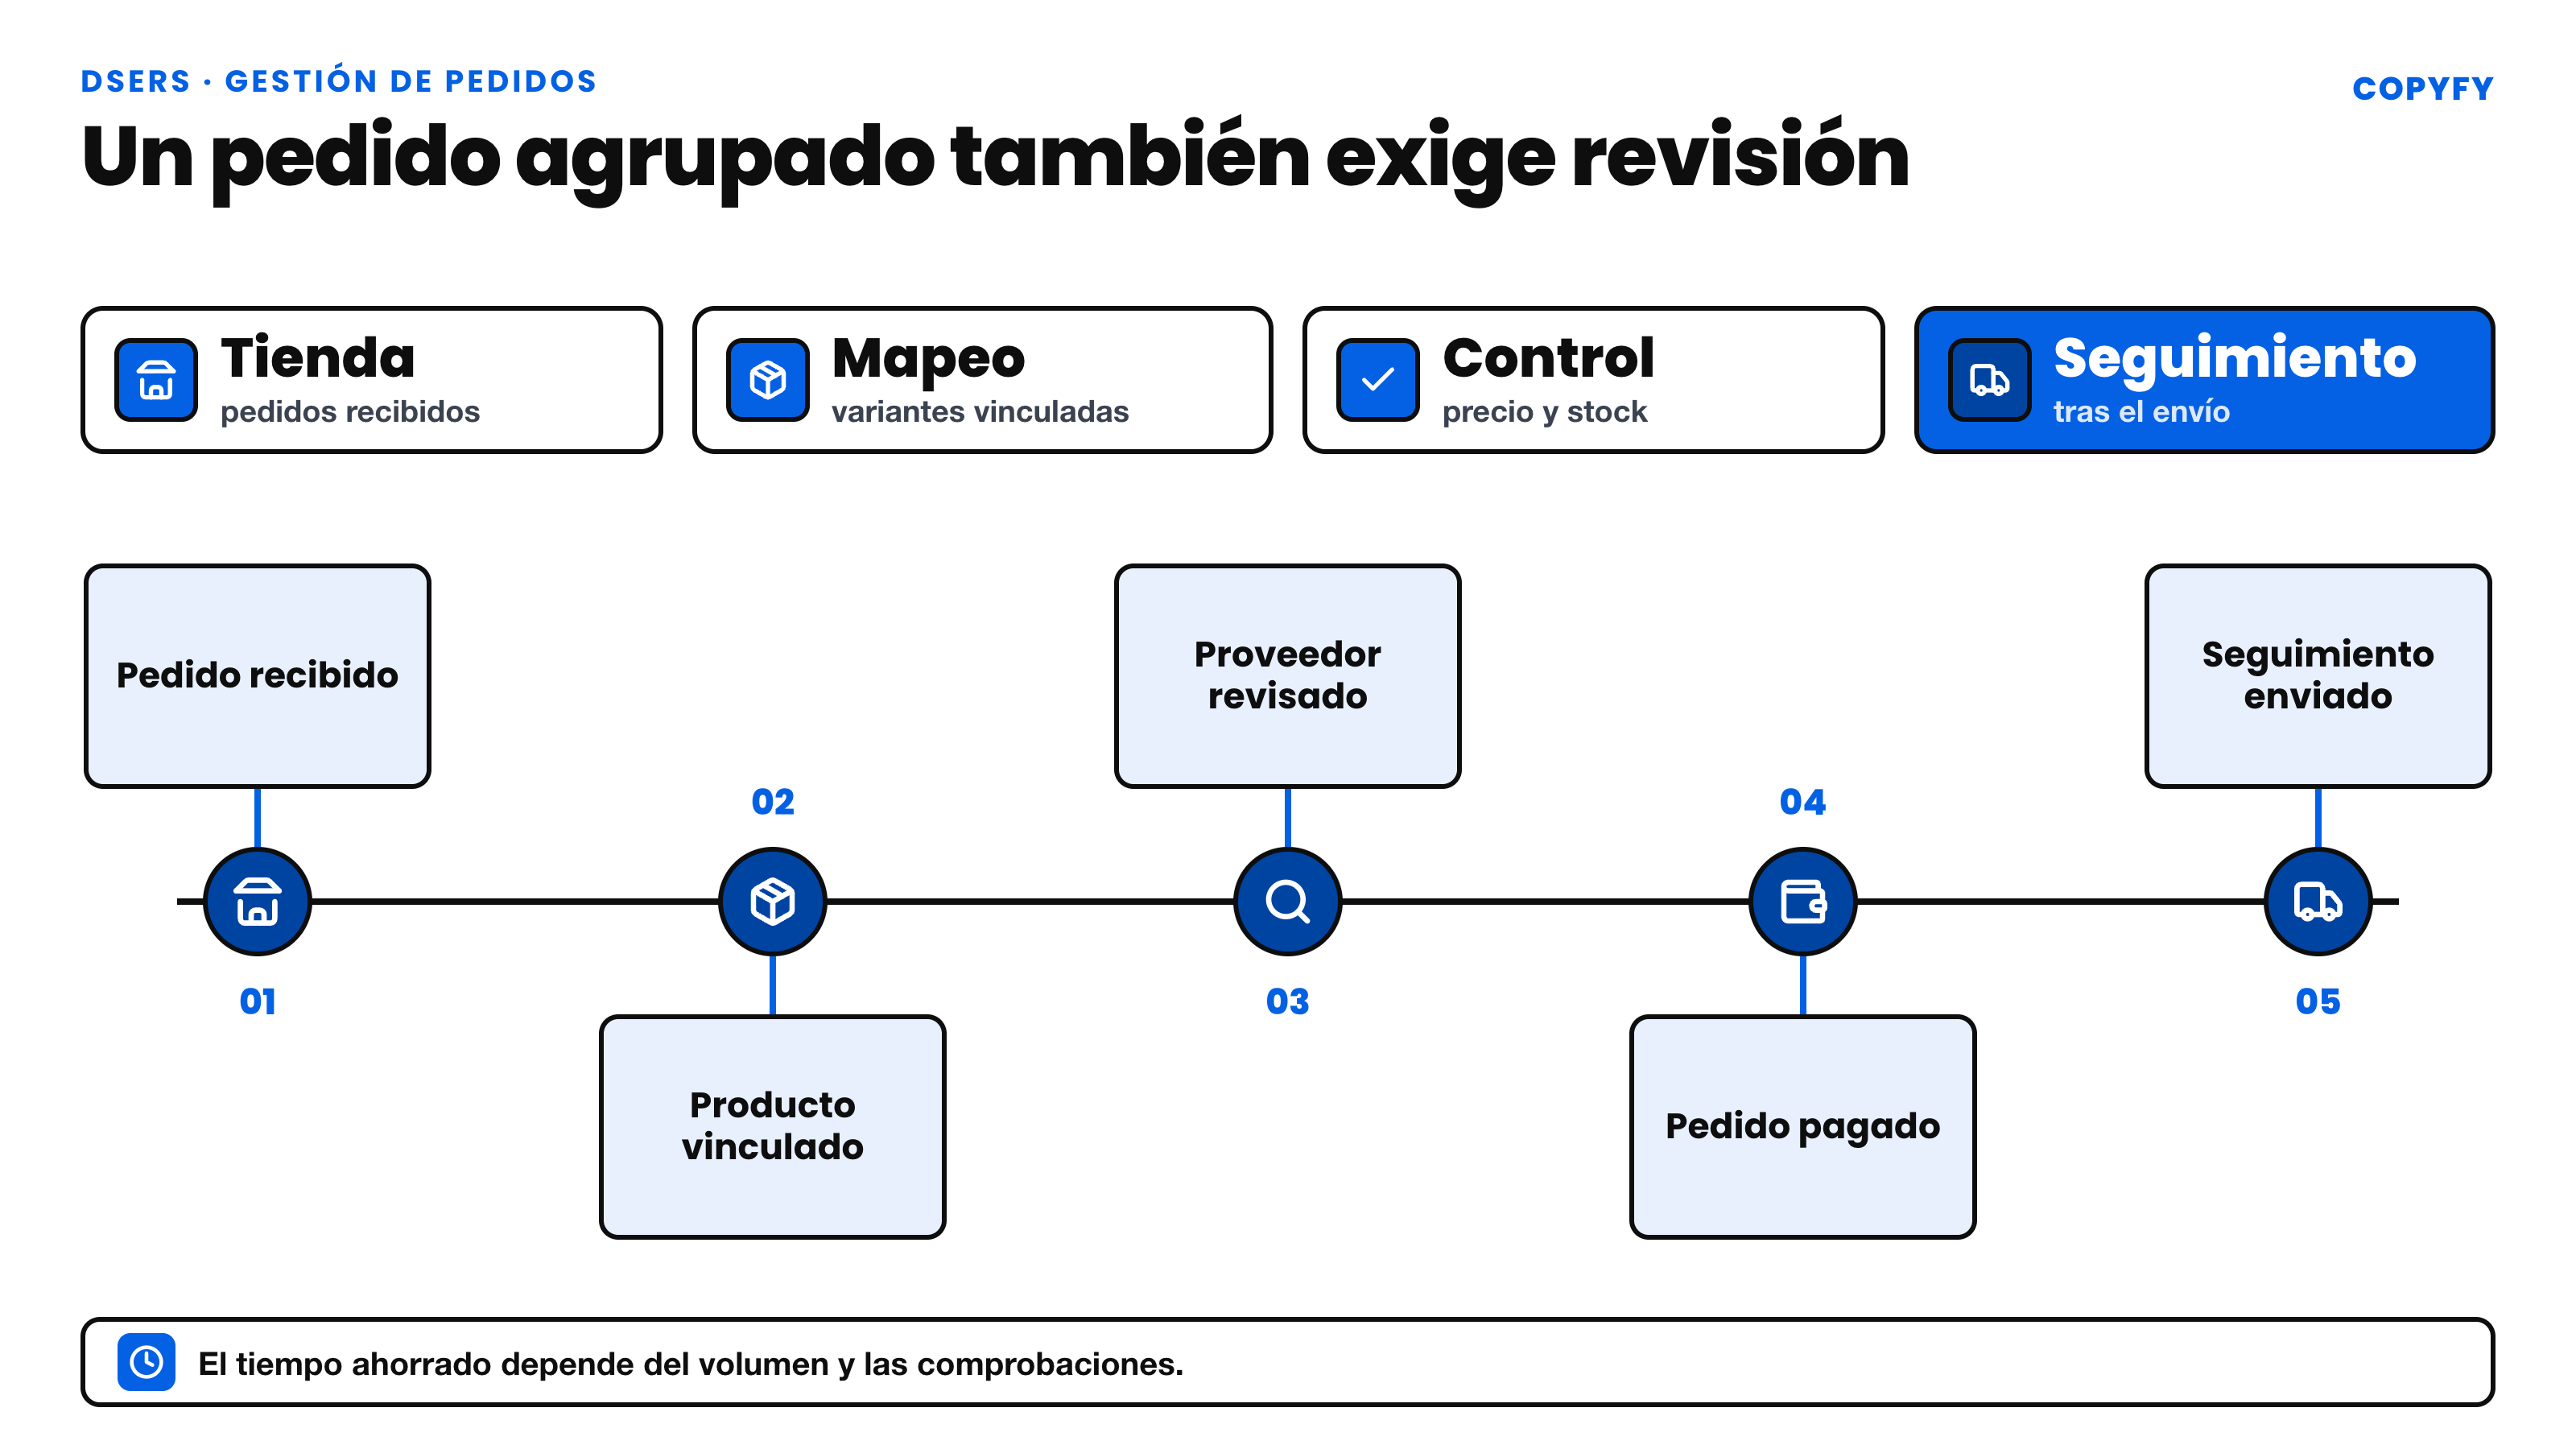 DSERS · GESTIÓN DE PEDIDOS
COPYFY
Un pedido agrupado también exige revisión
Tienda
pedidos recibidos
Mapeo
variantes vinculadas
Control
precio y stock
Seguimiento
tras el envío
Pedido recibido
01
02
Producto
vinculado
Proveedor
revisado
03
04
Pedido pagado
Seguimiento
enviado
05
El tiempo ahorrado depende del volumen y las comprobaciones.